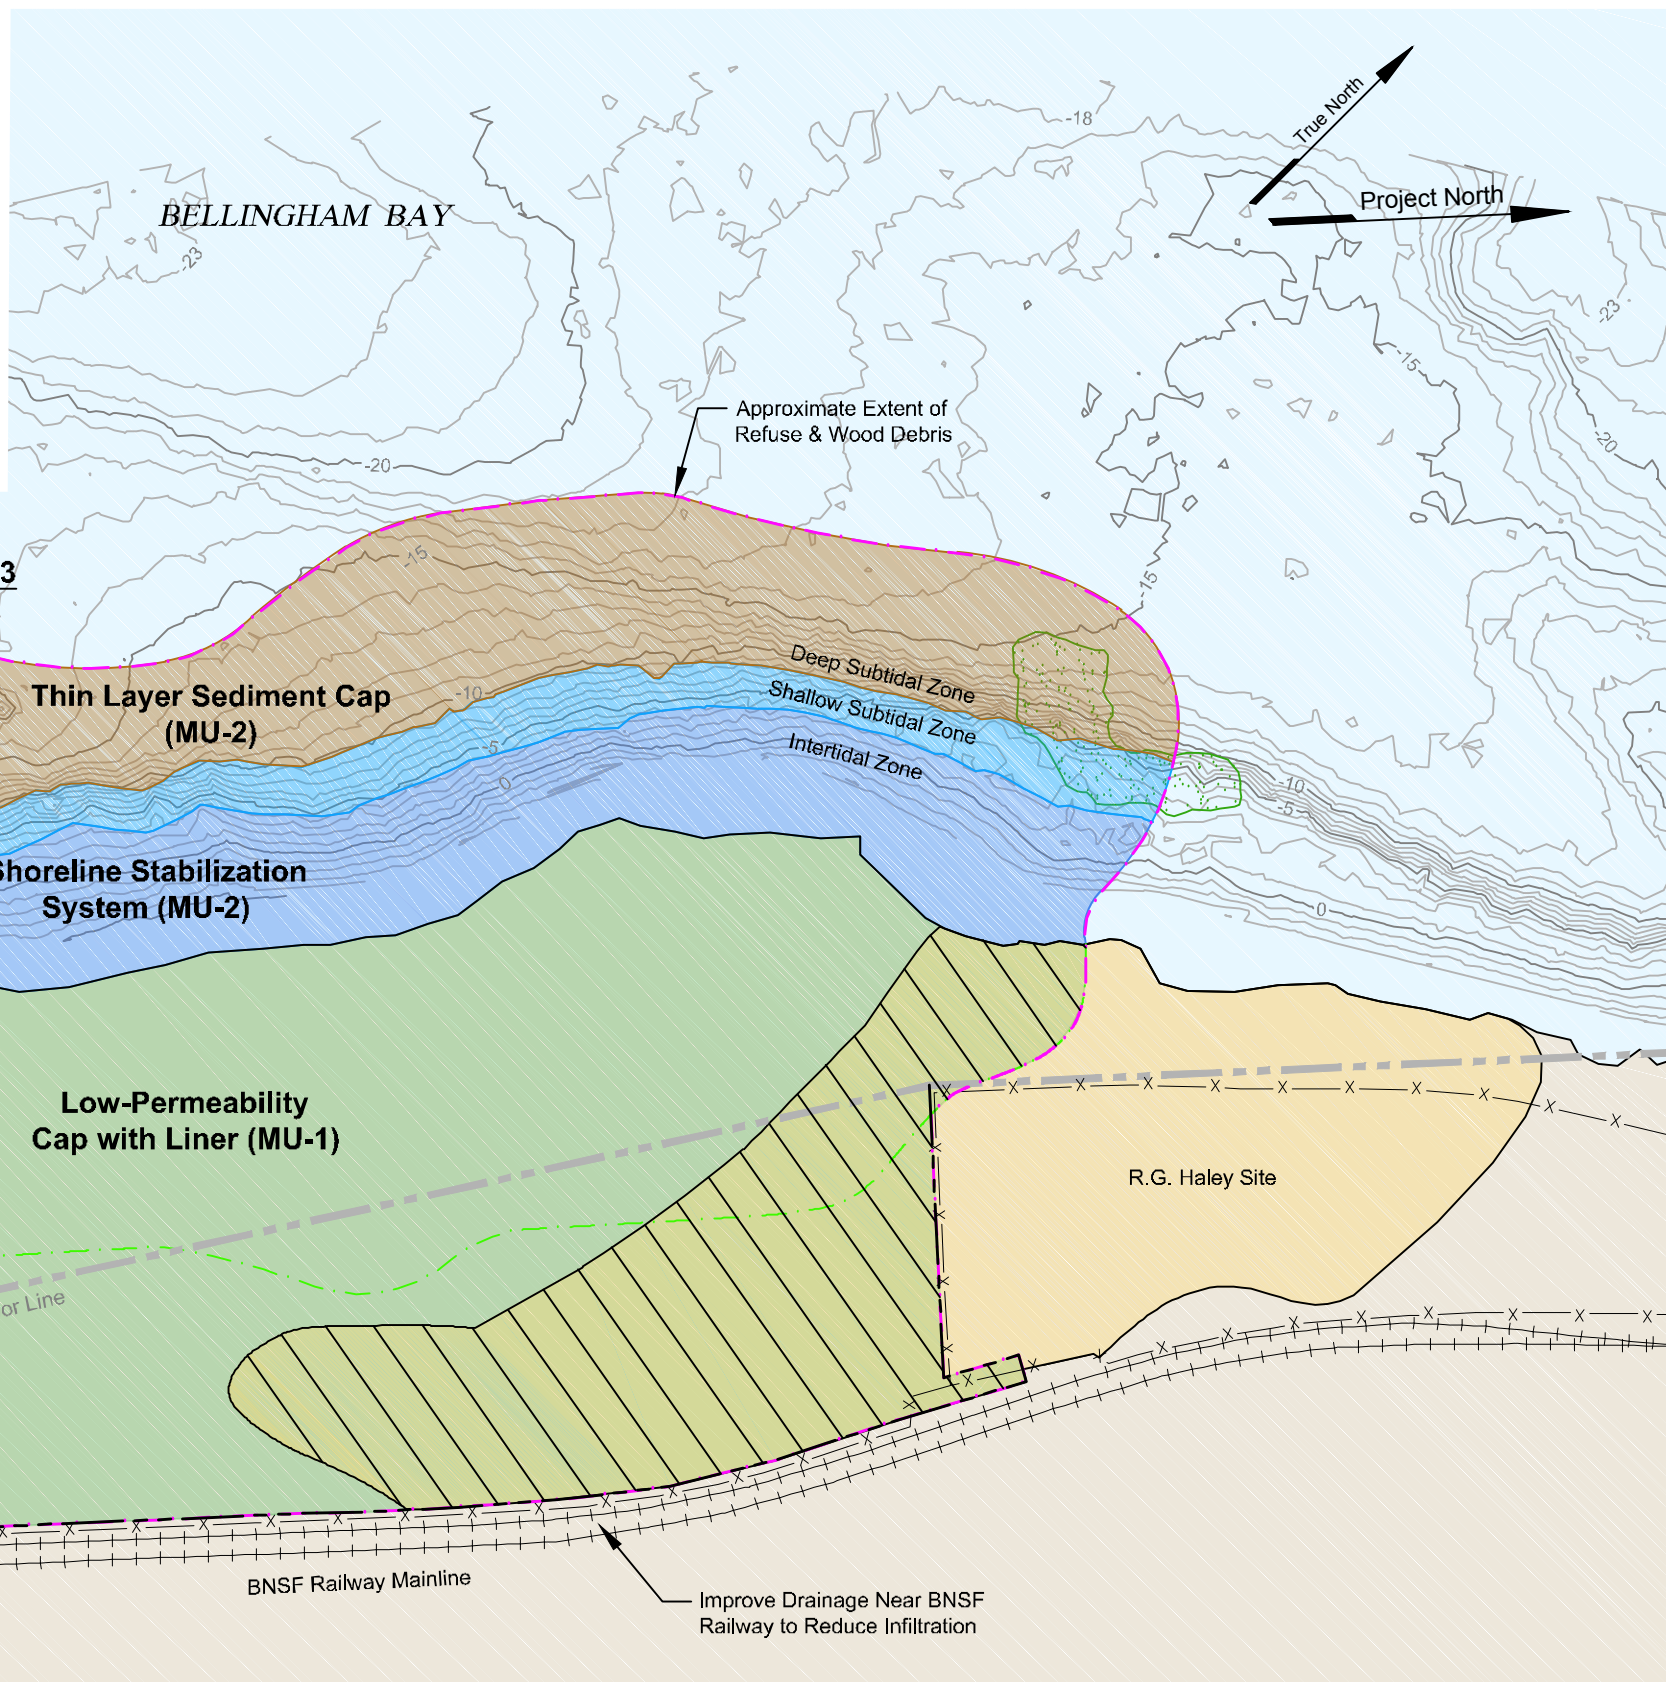 True North
Project North
-18
BELLINGHAM BAY
-23
-23
-15
-20
Approximate Extent of
Refuse & Wood Debris
-20
-15
3
-15
Deep Subtidal Zone
Thin Layer Sediment Cap
(MU-2)
-10
Shallow Subtidal Zone
-5
Intertidal Zone
0
-10
-5
Shoreline Stabilization
System (MU-2)
0
Low-Permeability
Cap with Liner (MU-1)
R.G. Haley Site
or Line
BNSF Railway Mainline
Improve Drainage Near BNSF
Railway to Reduce Infiltration